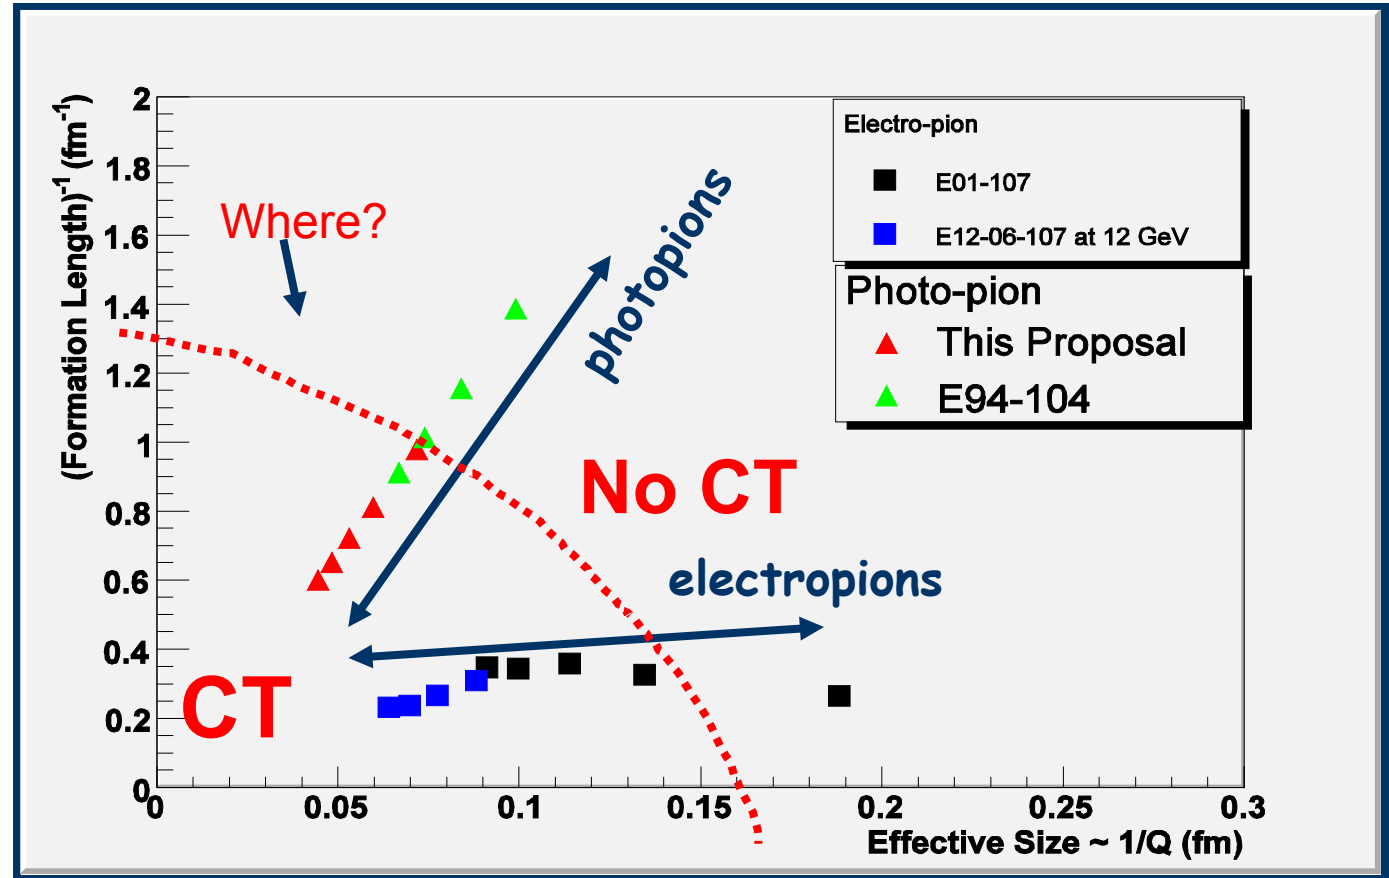 2
(Formation Length)-1 (fm-1)
1.8
1.6
1.4
1.2
1
0.8
0.6
0.4
0.2
0
Where?
photopions
Electro-pion
E01-107
E12-06-107 at 12 GeV
Photo-pion
This Proposal
E94-104
No CT
electropions
CT
0
0.05
0.1
0.15
0.2
0.25
0.3
Effective Size ~ 1/Q (fm)